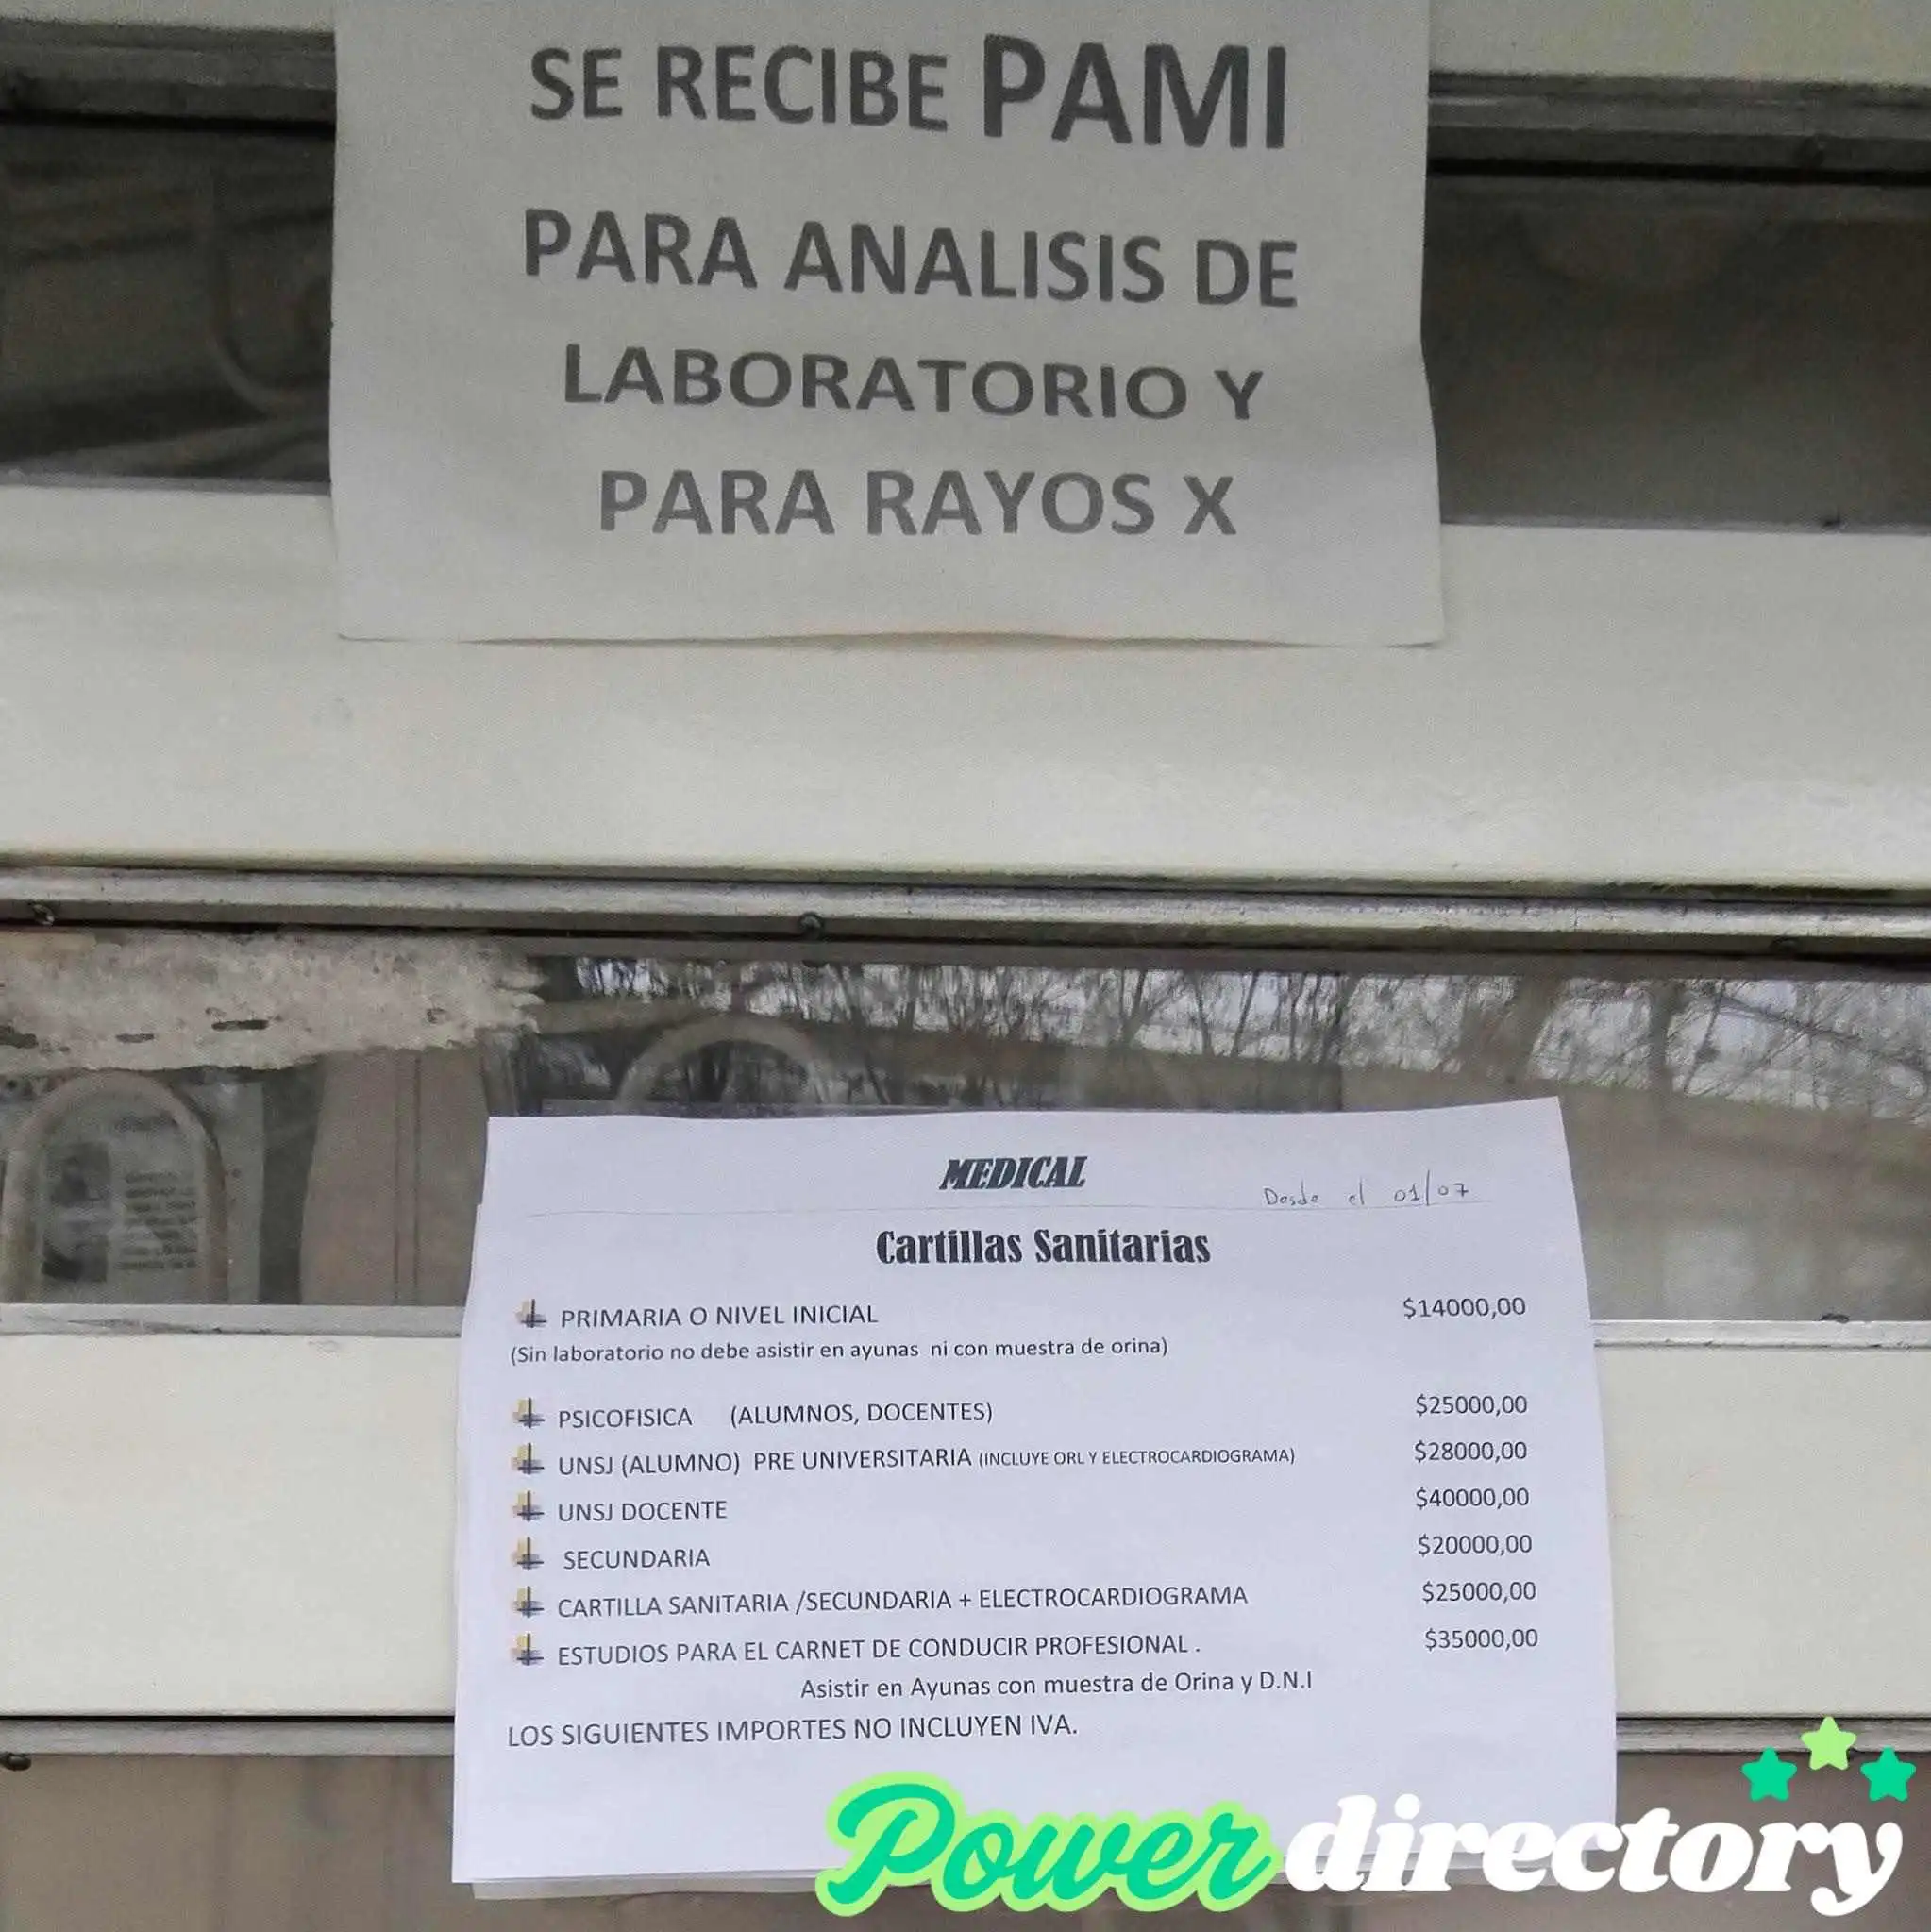 SE RECIBE PAMI
PARA ANALISIS DE
LABORATORIO Y
PARA RAYOS X
MEDICAL
Desde el 01/07
Cartillas Sanitarias
PRIMARIA O NIVEL INICIAL $14000,00
(Sin laboratorio no debe asistir en ayunas ni con muestra de orina)
PSICOFISICA (ALUMNOS, DOCENTES) $25000,00
UNSJ (ALUMNO) PRE UNIVERSITARIA (INCLUYE ORL Y ELECTROCARDIOGRAMA) $28000,00
UNSJ DOCENTE $40000,00
SECUNDARIA $20000,00
CARTILLA SANITARIA /SECUNDARIA + ELECTROCARDIOGRAMA $25000,00
ESTUDIOS PARA EL CARNET DE CONDUCIR PROFESIONAL . $35000,00
Asistir en Ayunas con muestra de Orina y D.N.I
LOS SIGUIENTES IMPORTES NO INCLUYEN IVA.
Power directory